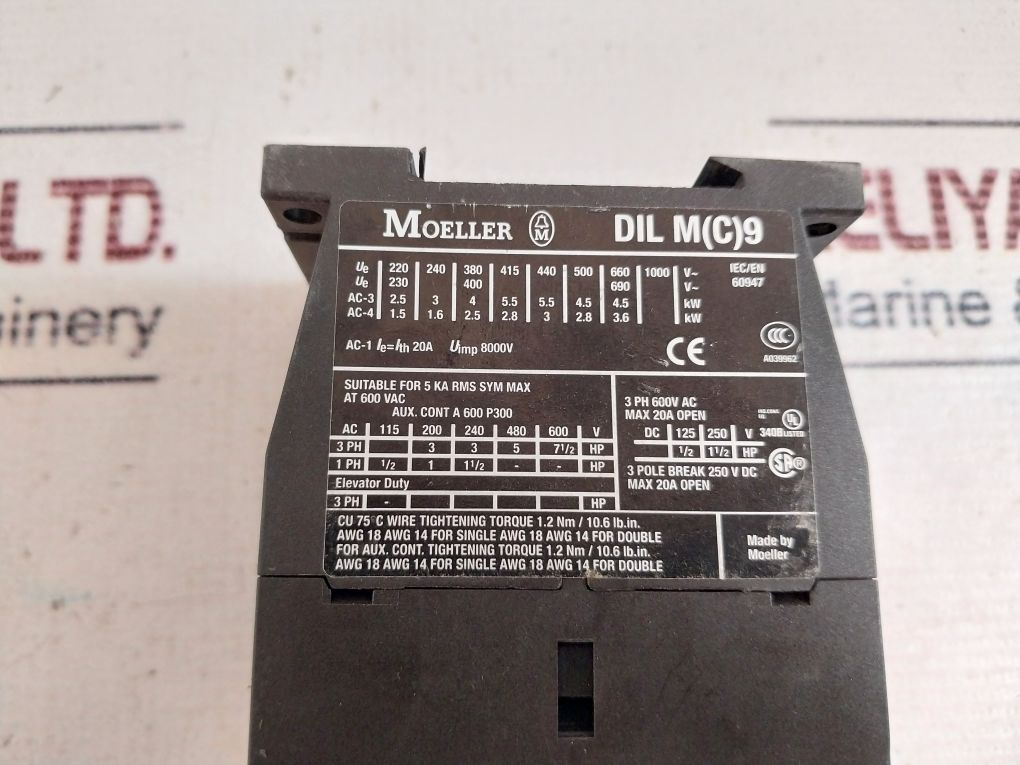 LTD.
MOELLER M DIL M(C)9
Ue 220 240 380 415 440 500 660 1000 V~ IEC/EN
Ue 230 400 690 V~ 60947
AC-3 2.5 3 4 5.5 5.5 4.5 4.5 kW
AC-4 1.5 1.6 2.5 2.8 3 2.8 3.6 kW
AC-1 Ie=Ith 20A Uimp 8000V CE CCC
A039962
SUITABLE FOR 5 KA RMS SYM MAX
AT 600 VAC
AUX. CONT A 600 P300
AC 115 200 240 480 600 V
3 PH 3 3 5 7 1/2 HP
1 PH 1/2 1 1 1/2 - - HP
Elevator Duty
3 PH - HP
3 PH 600V AC
MAX 20A OPEN
IND.CONT.
EQ.
UL
DC 125 250 V 340B LISTED
1/2 1 1/2 HP
SA®
3 POLE BREAK 250 V DC
MAX 20A OPEN
CU 75°C WIRE TIGHTENING TORQUE 1.2 Nm / 10.6 lb.in.
AWG 18 AWG 14 FOR SINGLE AWG 18 AWG 14 FOR DOUBLE
FOR AUX. CONT. TIGHTENING TORQUE 1.2 Nm / 10.6 lb.in.
AWG 18 AWG 14 FOR SINGLE AWG 18 AWG 14 FOR DOUBLE
Made by
Moeller
ELIYA
inery
arine &